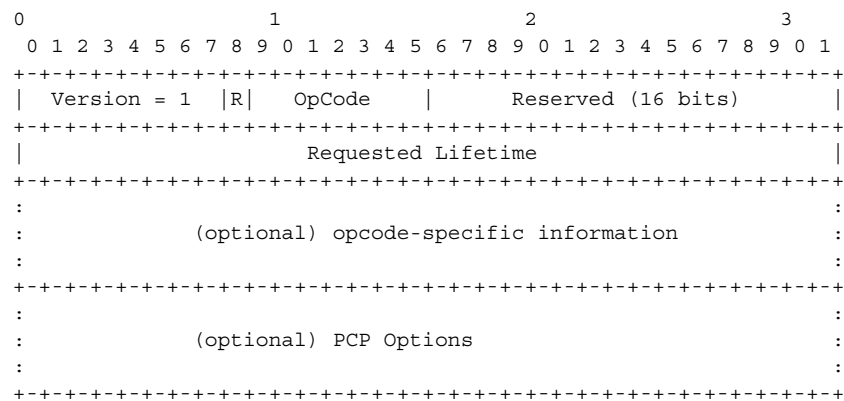 0                   1                   2                   3
 0 1 2 3 4 5 6 7 8 9 0 1 2 3 4 5 6 7 8 9 0 1 2 3 4 5 6 7 8 9 0 1
+-+-+-+-+-+-+-+-+-+-+-+-+-+-+-+-+-+-+-+-+-+-+-+-+-+-+-+-+-+-+-+-+
|  Version = 1  |R|   OpCode    |      Reserved (16 bits)       |
+-+-+-+-+-+-+-+-+-+-+-+-+-+-+-+-+-+-+-+-+-+-+-+-+-+-+-+-+-+-+-+-+
|                      Requested Lifetime                       |
+-+-+-+-+-+-+-+-+-+-+-+-+-+-+-+-+-+-+-+-+-+-+-+-+-+-+-+-+-+-+-+-+
:                                                               :
:             (optional) opcode-specific information            :
:                                                               :
+-+-+-+-+-+-+-+-+-+-+-+-+-+-+-+-+-+-+-+-+-+-+-+-+-+-+-+-+-+-+-+-+
:                                                               :
:             (optional) PCP Options                            :
:                                                               :
+-+-+-+-+-+-+-+-+-+-+-+-+-+-+-+-+-+-+-+-+-+-+-+-+-+-+-+-+-+-+-+-+